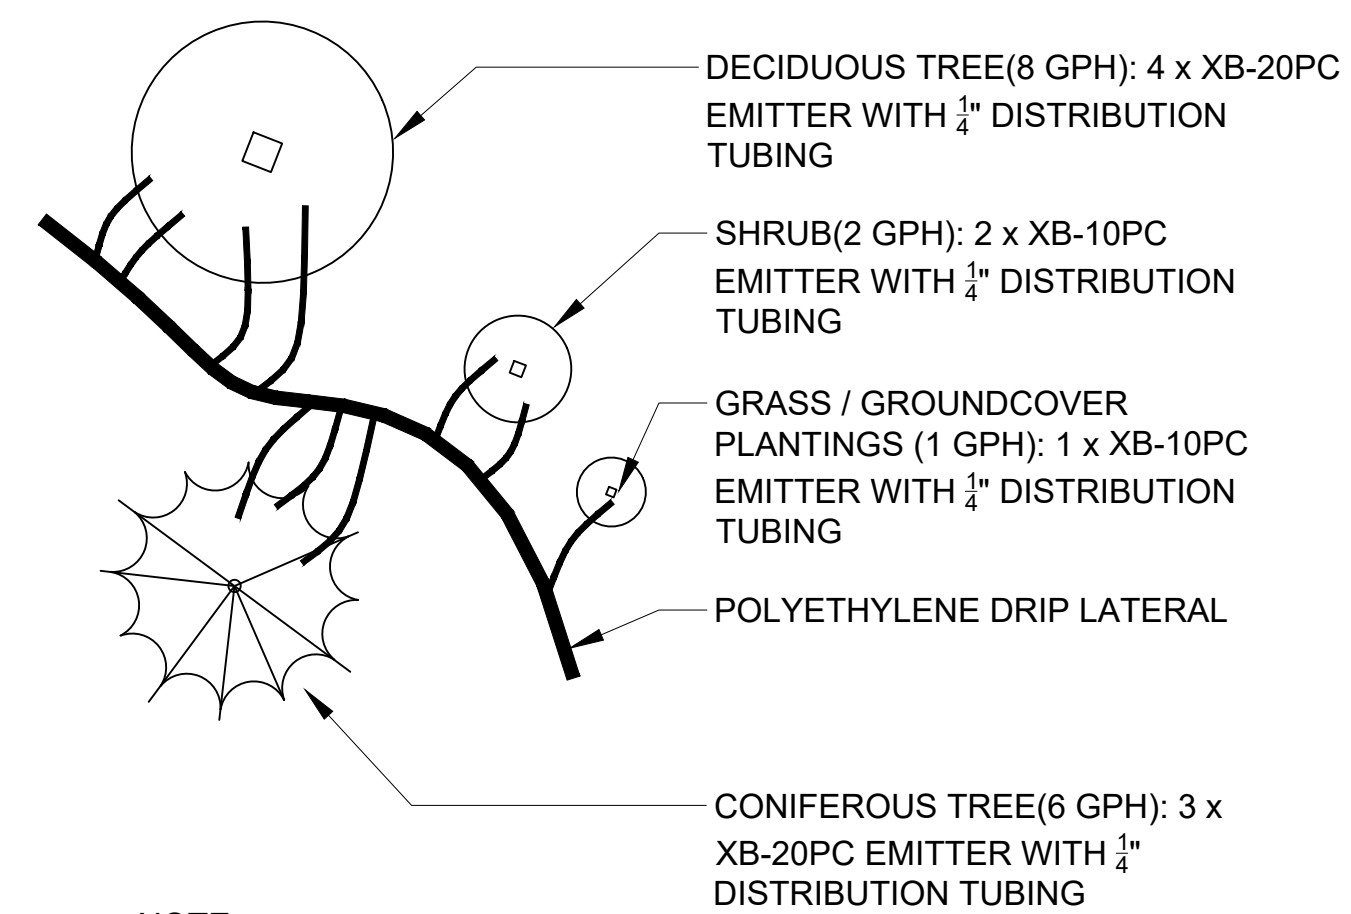 DECIDUOUS TREE(8 GPH): 4 x XB-20PC
EMITTER WITH 1/4" DISTRIBUTION
TUBING
SHRUB(2 GPH): 2 x XB-10PC
EMITTER WITH 1/4" DISTRIBUTION
TUBING
GRASS / GROUNDCOVER
PLANTINGS (1 GPH): 1 x XB-10PC
EMITTER WITH 1/4" DISTRIBUTION
TUBING
POLYETHYLENE DRIP LATERAL
CONIFEROUS TREE(6 GPH): 3 x
XB-20PC EMITTER WITH 1/4"
DISTRIBUTION TUBING